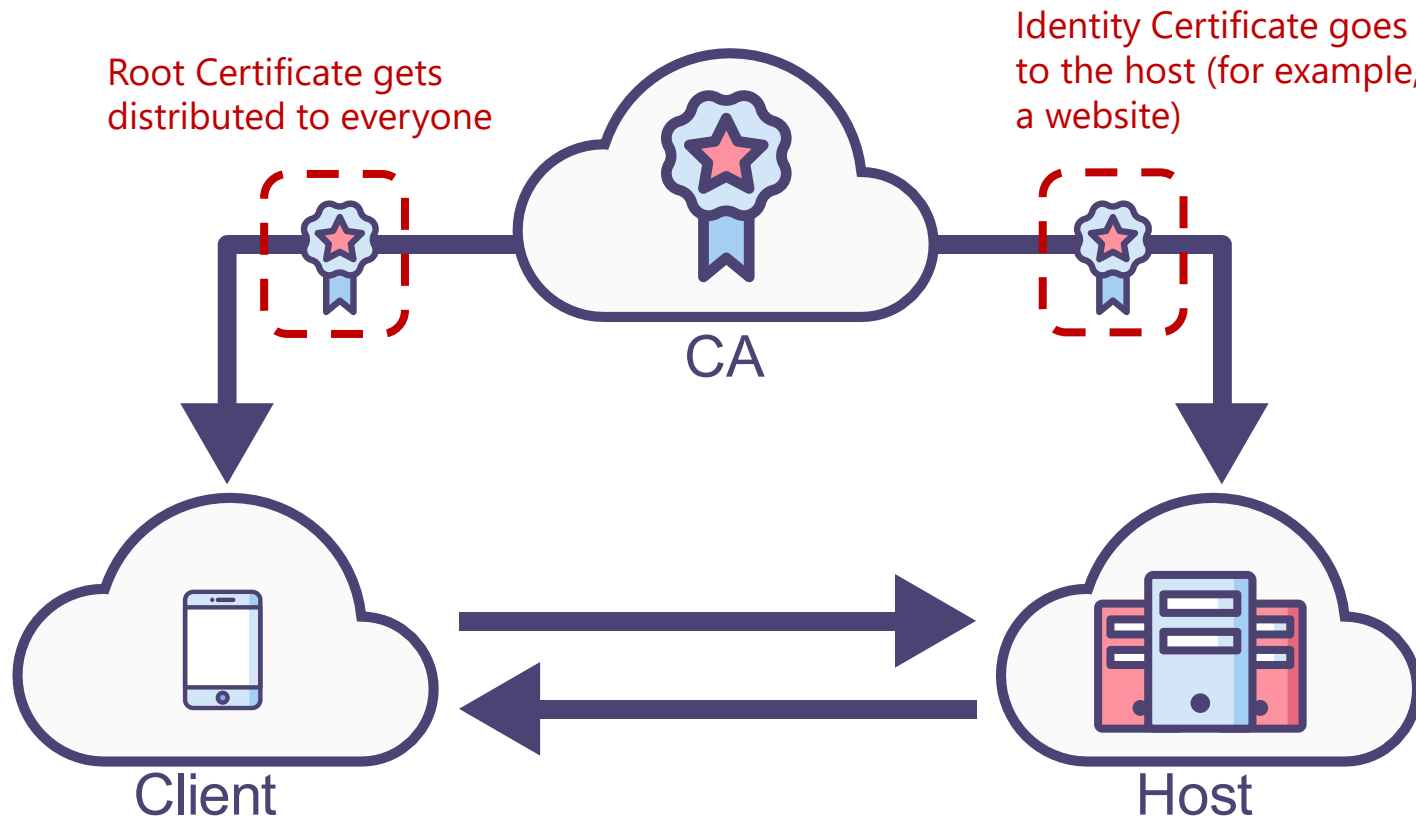 Root Certificate gets
distributed to everyone
Identity Certificate goes
to the host (for example,
a website)
CA
Client
Host